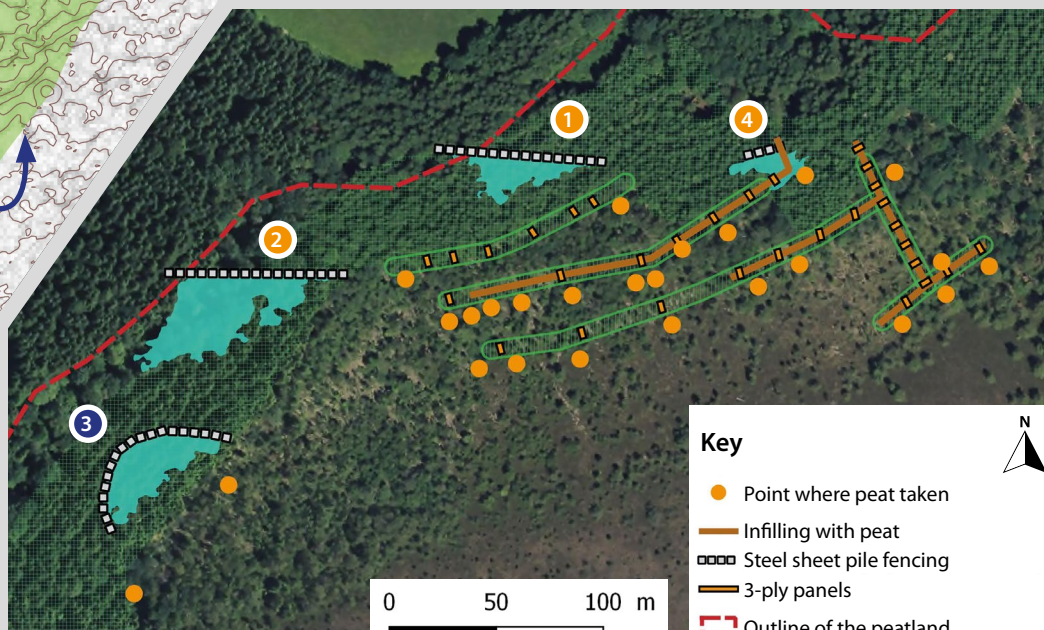 1
4
2
3
Key
N
Point where peat taken
Infilling with peat
Steel sheet pile fencing
3-ply panels
Outline of the peatland
0 50 100 m